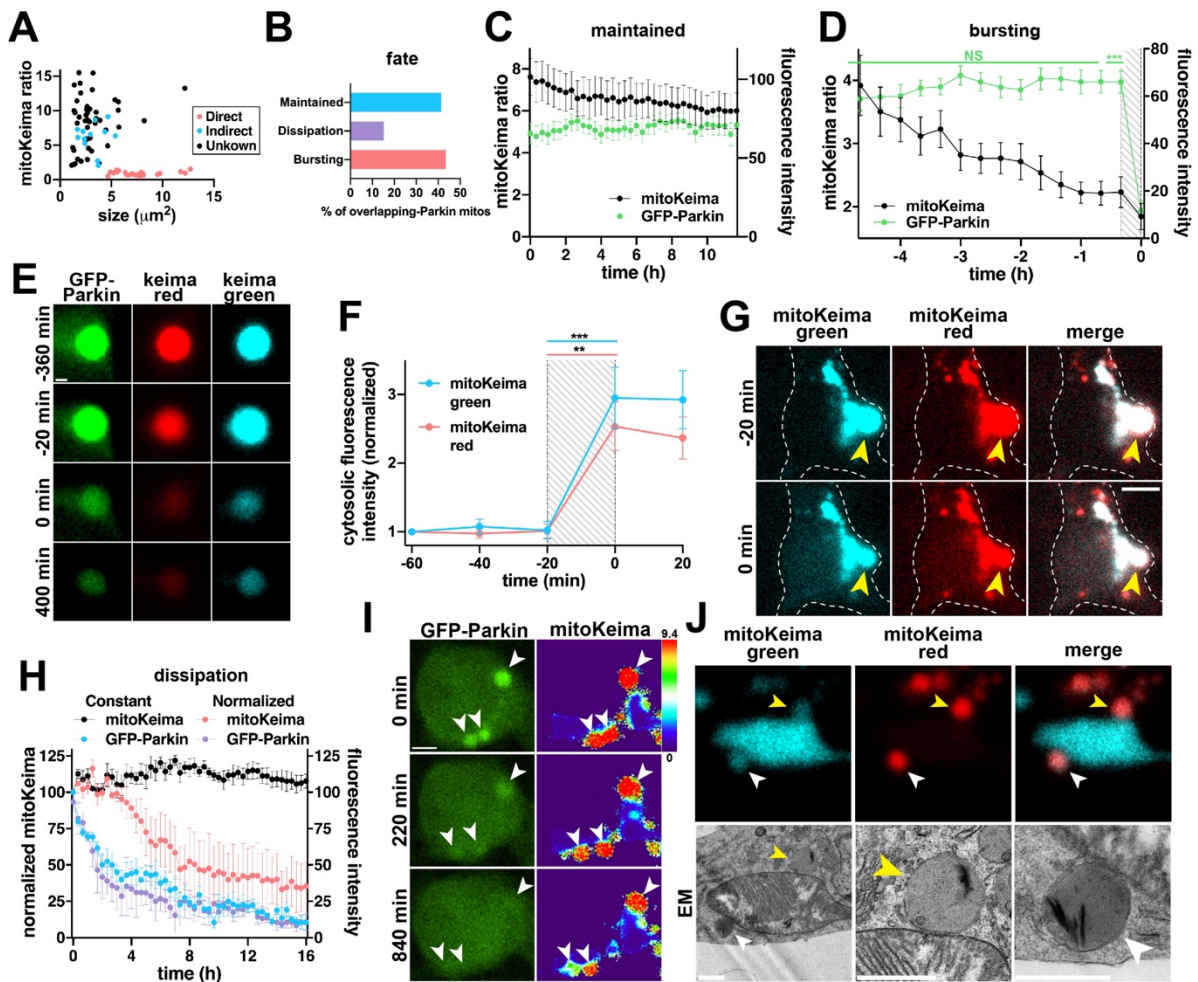 A
mitoKeima ratio
15
10
5
0
0
5
10
15
size (μm²)
Direct
Indirect
Unkown
B
fate
Maintained
Dissipation
Bursting
0
10
20
30
40
50
% of overlapping-Parkin mitos
C
maintained
mitoKeima ratio
8
6
4
2
0
100
50
0
fluorescence intensity
mitoKeima
GFP-Parkin
0
2
4
6
8
10
time (h)
D
bursting
NS
***
mitoKeima ratio
4
3
2
80
60
40
20
0
fluorescence intensity
mitoKeima
GFP-Parkin
-4
-3
-2
-1
0
time (h)
E
GFP-
Parkin
keima
red
keima
green
-360 min
-20 min
0 min
400 min
F
***
**
cytosolic fluorescence
intensity (normalized)
3
2
1
mitoKeima
green
mitoKeima
red
-60
-40
-20
0
20
time (min)
G
mitoKeima
green
mitoKeima
red
merge
-20 min
0 min
H
dissipation
Constant
Normalized
mitoKeima
mitoKeima
GFP-Parkin
GFP-Parkin
normalized mitoKeima
125
100
75
50
25
0
125
100
75
50
25
0
fluorescence intensity
0
4
8
12
16
time (h)
I
GFP-Parkin
mitoKeima
9.4
0
0 min
220 min
840 min
J
mitoKeima
green
mitoKeima
red
merge
EM